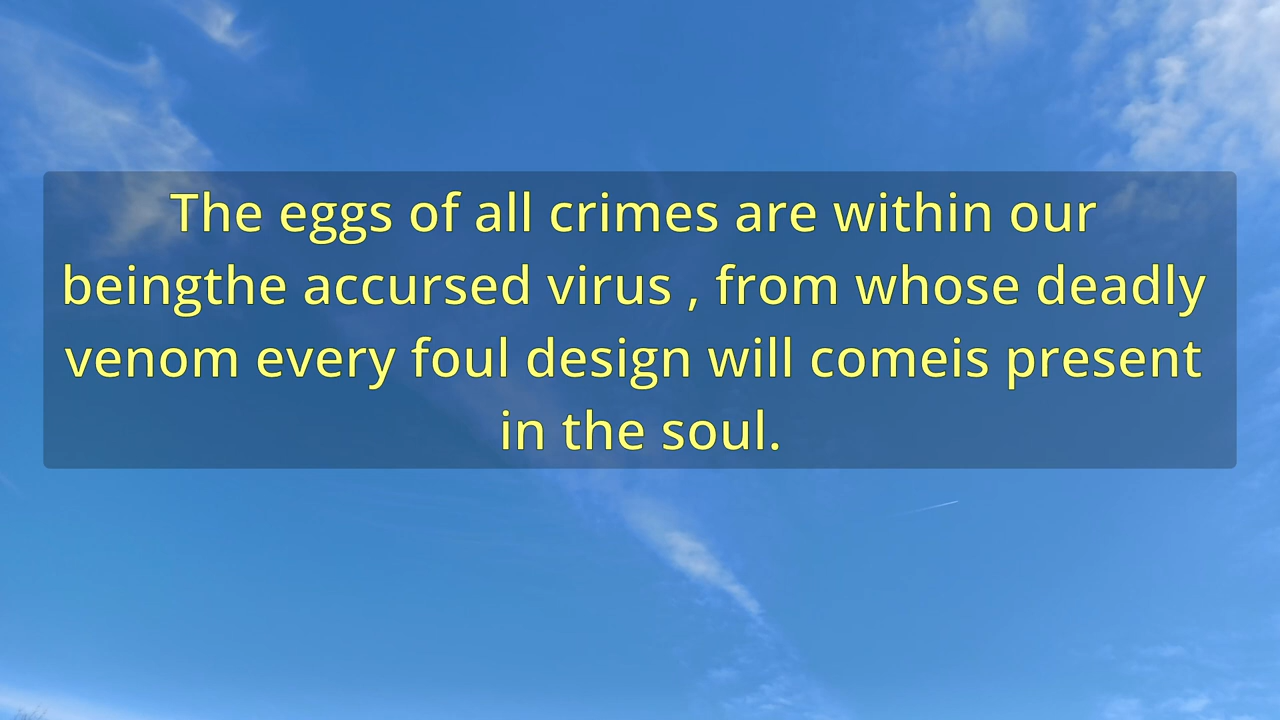 The eggs of all crimes are within our
beingthe accursed virus , from whose deadly
venom every foul design will comeis present
in the soul.